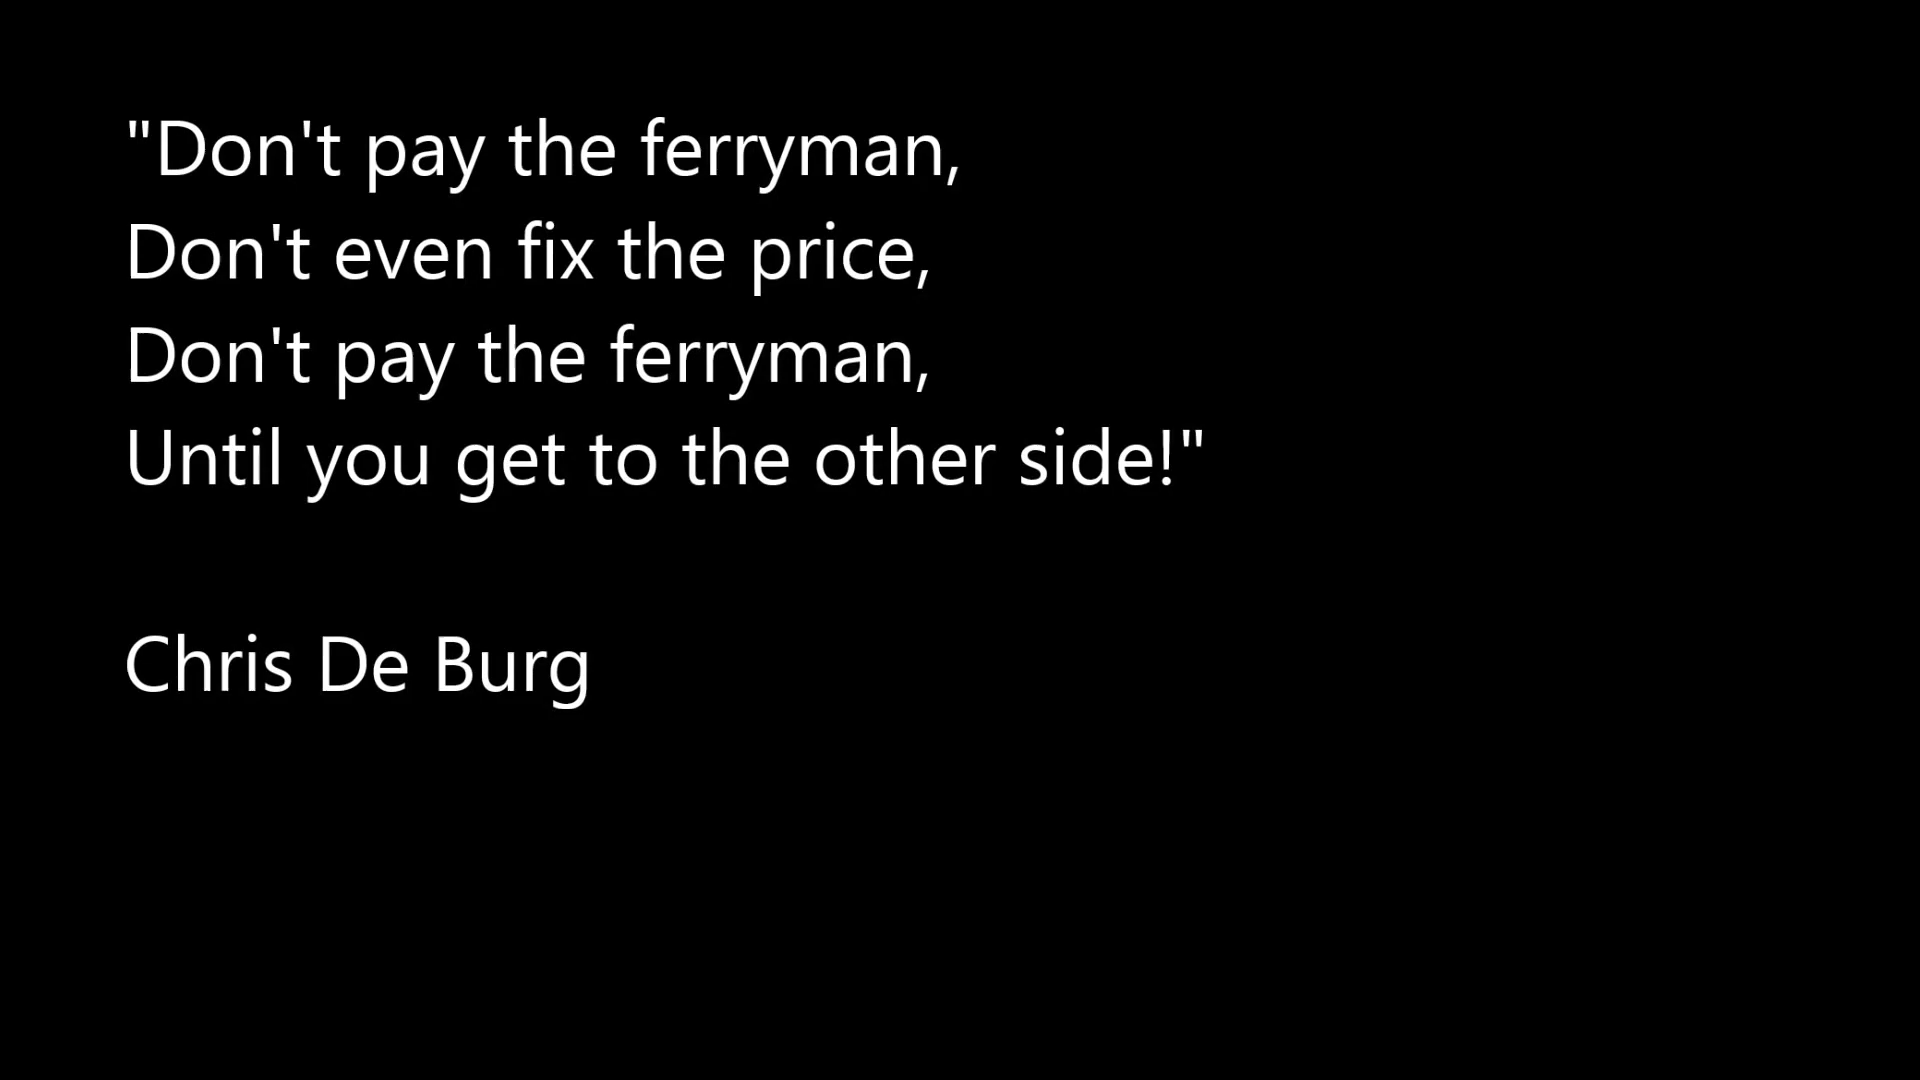 "Don't pay the ferryman,
Don't even fix the price,
Don't pay the ferryman,
Until you get to the other side!"
Chris De Burg